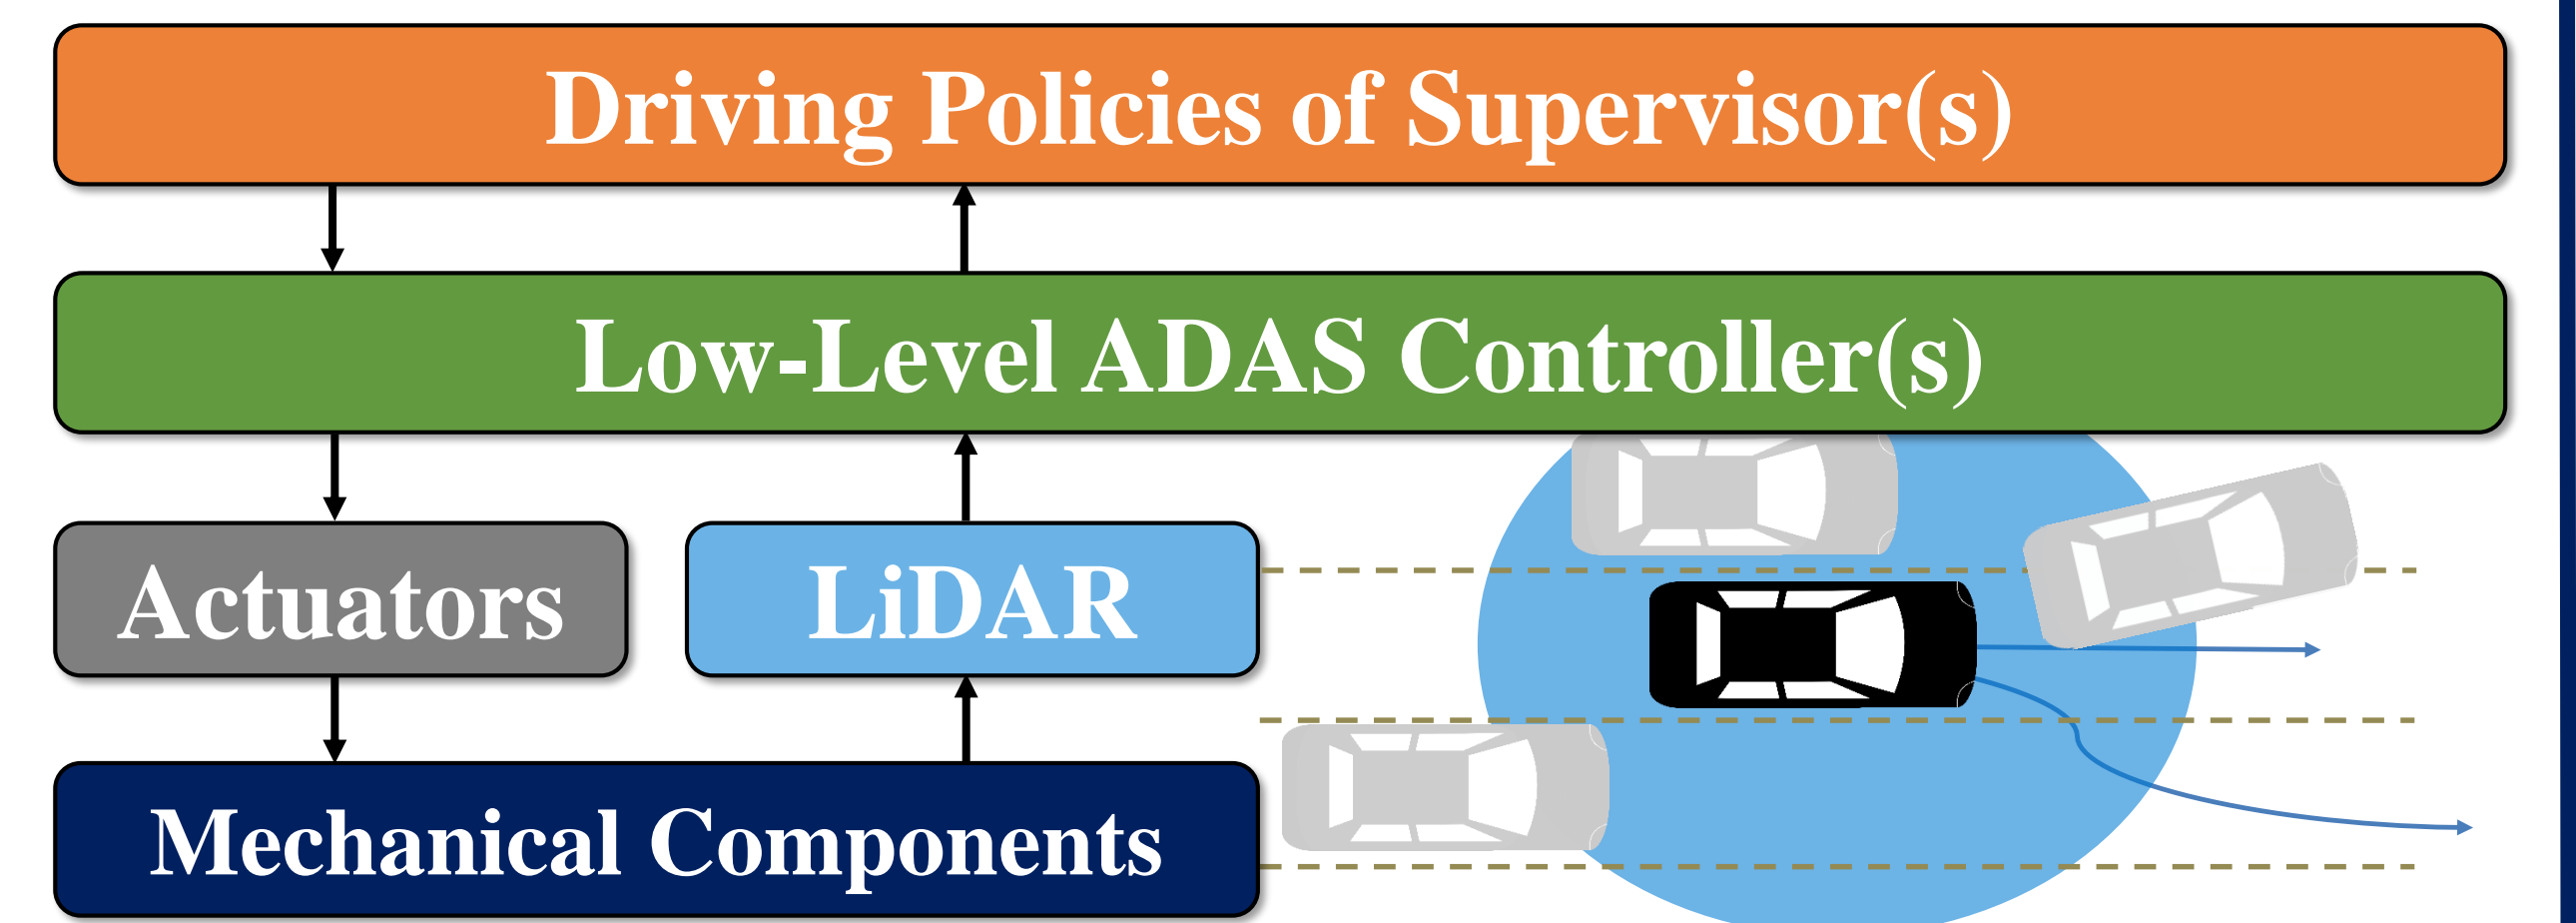 Driving Policies of Supervisor(s)
Low-Level ADAS Controller(s)
Actuators
LiDAR
Mechanical Components